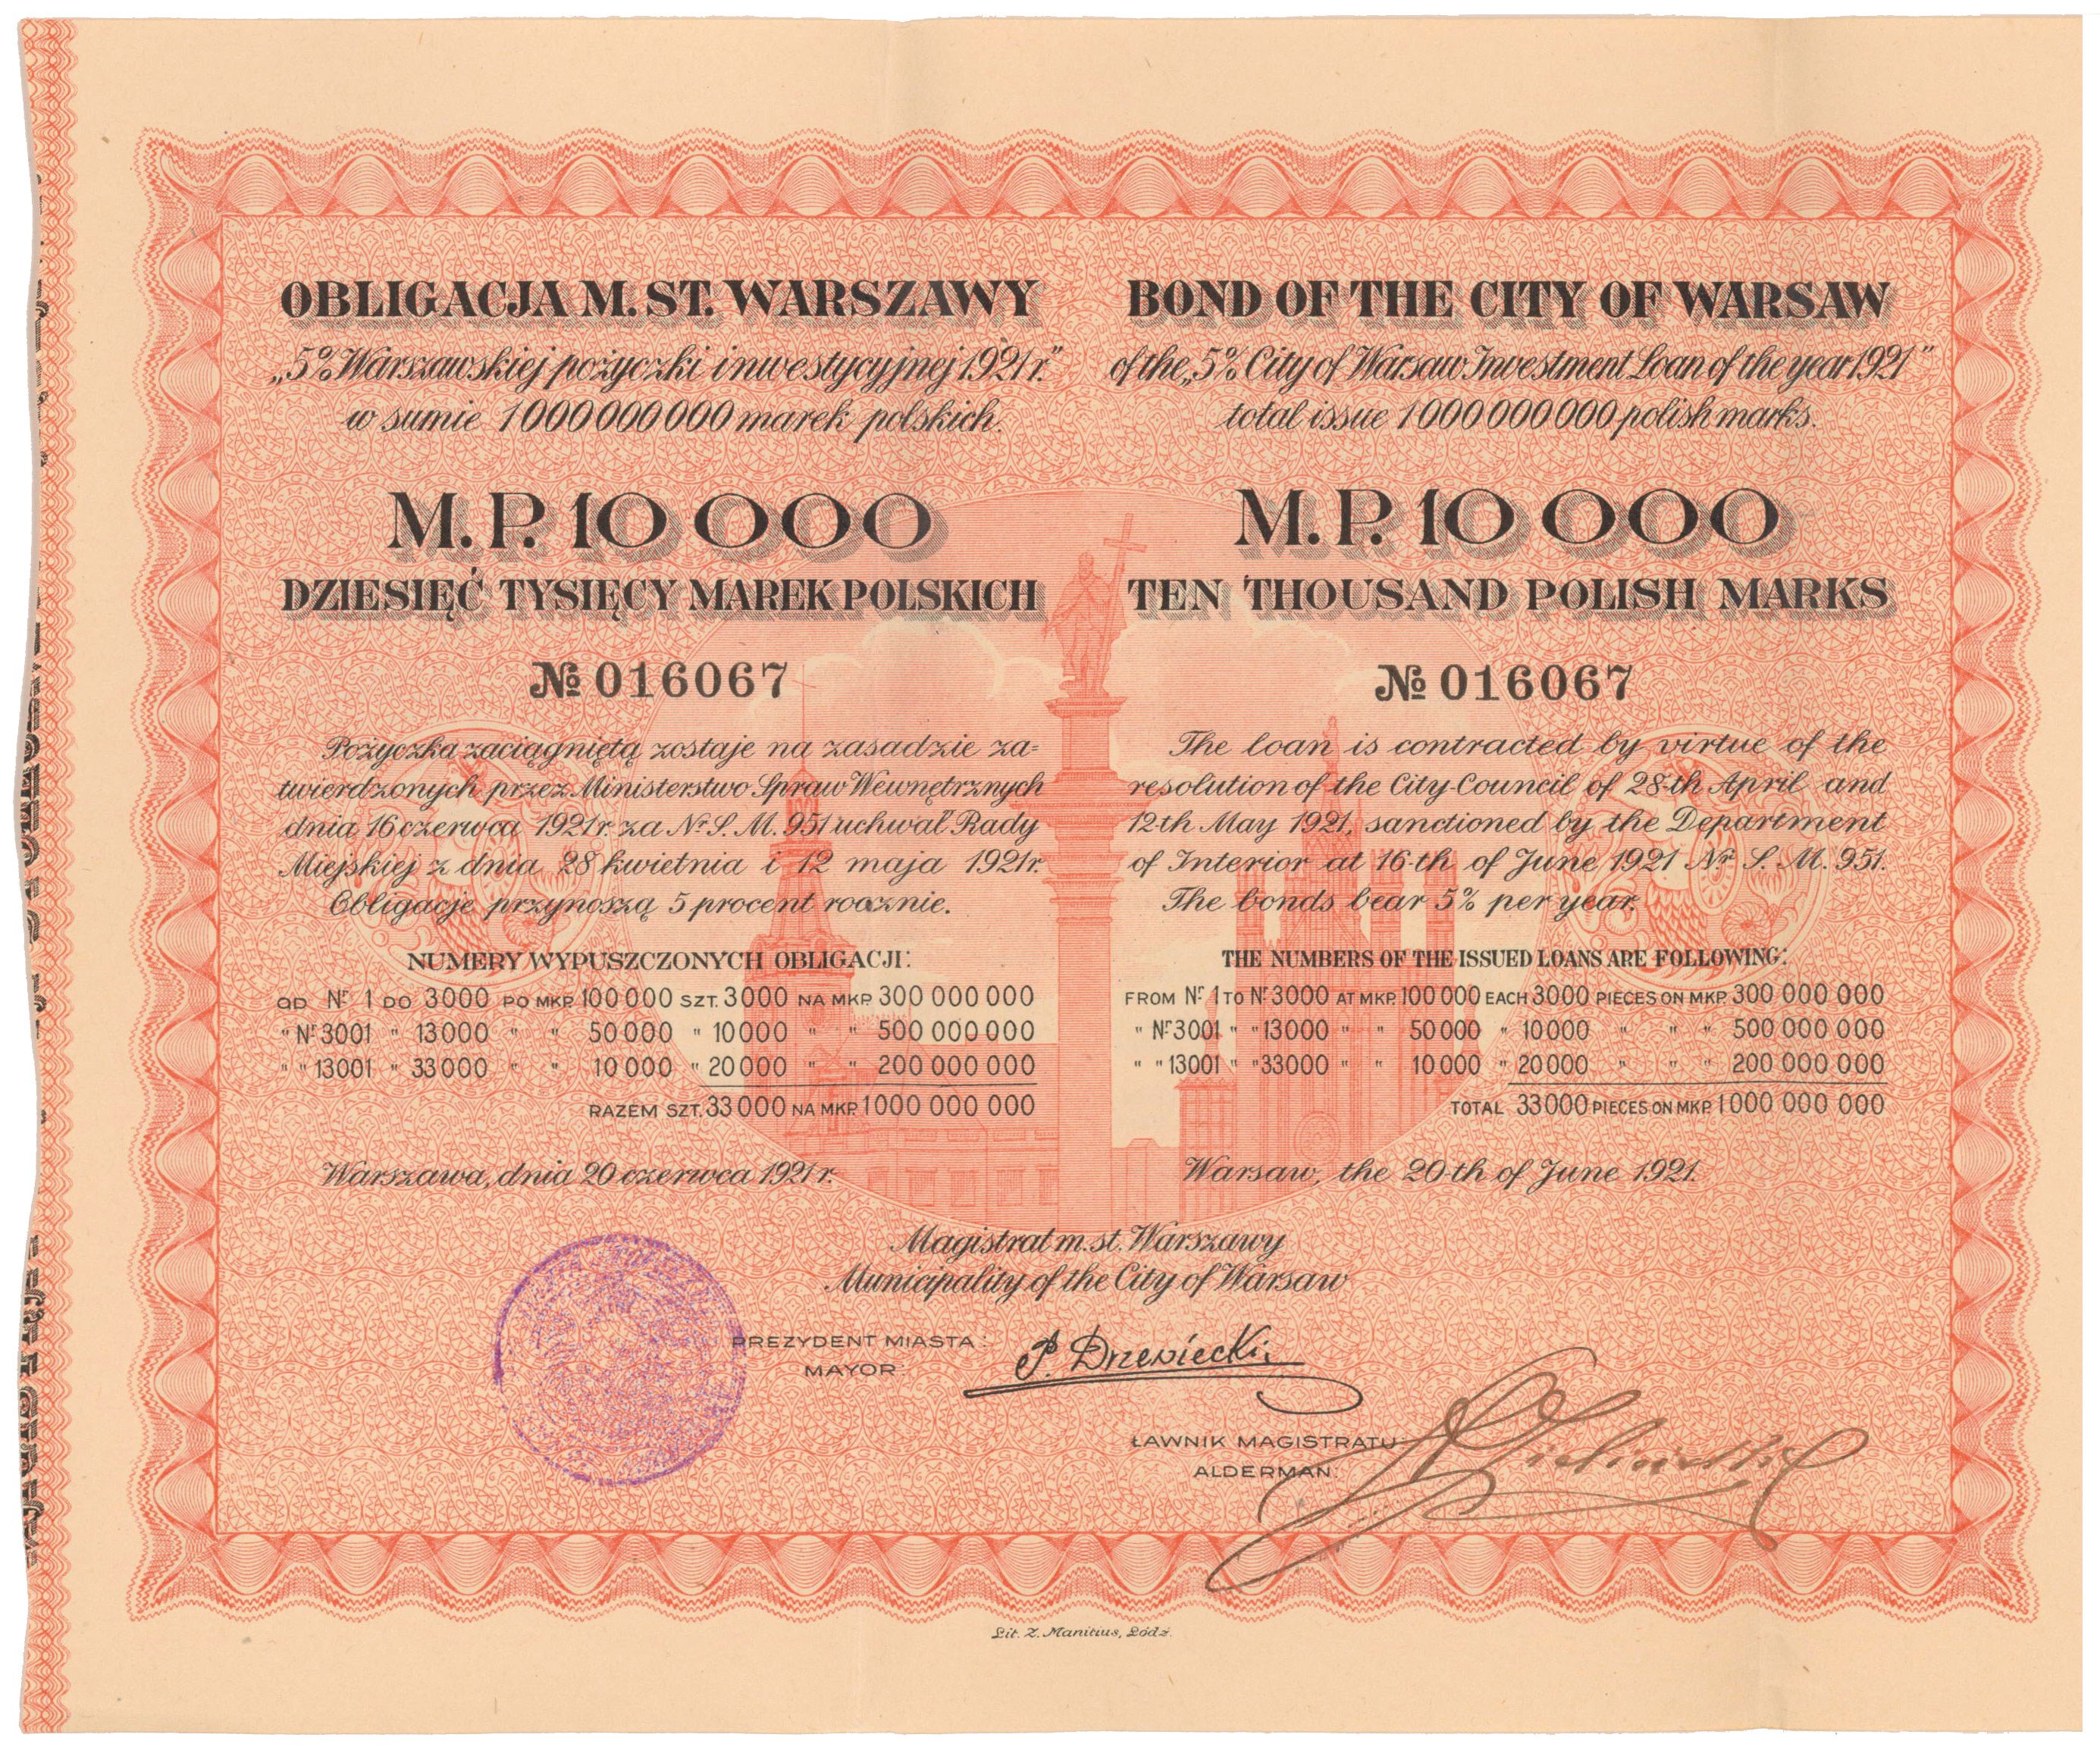 OBLIGACJA M. ST. WARSZAWY
„5% Warszawskiej pożyczki inwestycyjnej 1921 r.”
w sumie 1000 000 000 marek polskich.
M. P. 10 000
DZIESIĘĆ TYSIĘCY MAREK POLSKICH
№ 016067
Pożyczka zaciągniętą zostaje na zasadzie za=
twierdzonych przez Ministerstwo Spraw Wewnętrznych
dnia 16 czerwca 1921 r. za Nr S. M. 951 uchwał Rady
Miejskiej z dnia 28 kwietnia i 12 maja 1921 r.
Obligacje przynoszą 5 procent rocznie.
NUMERY WYPUSZCZONYCH OBLIGACJI:
OD Nr 1 DO 3000 PO MKP. 100 000 SZT. 3000 NA MKP. 300 000 000
" Nr 3001 " 13000 " " 50 000 " 10 000 " " 500 000 000
" " 13001 " 33 000 " " 10 000 " 20 000 " " 200 000 000
RAZEM SZT. 33 000 NA MKP. 1000 000 000
Warszawa, dnia 20 czerwca 1921 r.
BOND OF THE CITY OF WARSAW
of the „5% City of Warsaw Investment Loan of the year 1921”
total issue 1000 000 000 polish marks.
M. P. 10 000
TEN THOUSAND POLISH MARKS
№ 016067
The loan is contracted by virtue of the
resolution of the City-Council of 28-th April and
12-th May 1921, sanctioned by the Department
of Interior at 16-th of June 1921 Nr S. M. 951.
The bonds bear 5% per year.
THE NUMBERS OF THE ISSUED LOANS ARE FOLLOWING:
FROM Nr 1 TO Nr 3000 AT MKP. 100 000 EACH 3000 PIECES ON MKP. 300 000 000
" Nr 3001 " " 13000 " " 50 000 " 10 000 " " " 500 000 000
" " 13001 " " 33000 " " 10 000 " 20 000 " " " 200 000 000
TOTAL 33000 PIECES ON MKP. 1000 000 000
Warsaw, the 20-th of June 1921.
Magistrat m. st. Warszawy
Municipality of the City of Warsaw
PREZYDENT MIASTA:
MAYOR:
P. Drzewiecki
ŁAWNIK MAGISTRATU:
ALDERMAN:
Lit. Z. Manitius, Łódź.